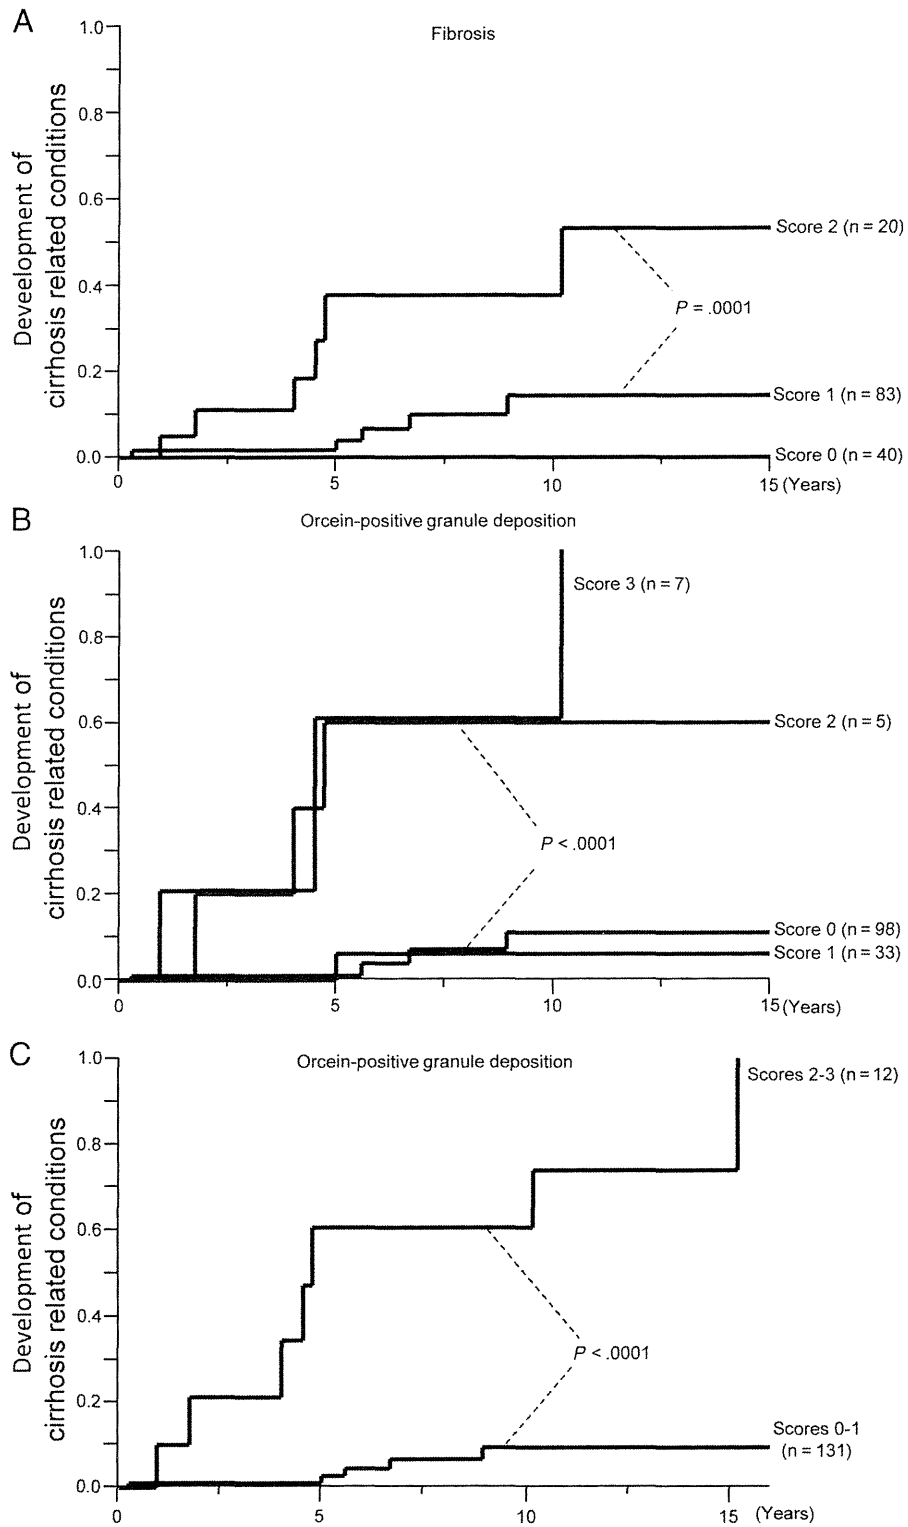 A
Fibrosis
1.0
0.8
0.6
0.4
0.2
0.0
Deveelopment of
cirrhosis related conditions
Score 2 (n = 20)
P = .0001
Score 1 (n = 83)
Score 0 (n = 40)
0 5 10 15 (Years)
B
Orcein-positive granule deposition
1.0
0.8
0.6
0.4
0.2
0.0
Development of
cirrhosis related conditions
Score 3 (n = 7)
Score 2 (n = 5)
P < .0001
Score 0 (n = 98)
Score 1 (n = 33)
0 5 10 15 (Years)
C
Orcein-positive granule deposition
1.0
0.8
0.6
0.4
0.2
0.0
Development of
cirrhosis related conditions
Scores 2-3 (n = 12)
P < .0001
Scores 0-1
(n = 131)
0 5 10 15 (Years)